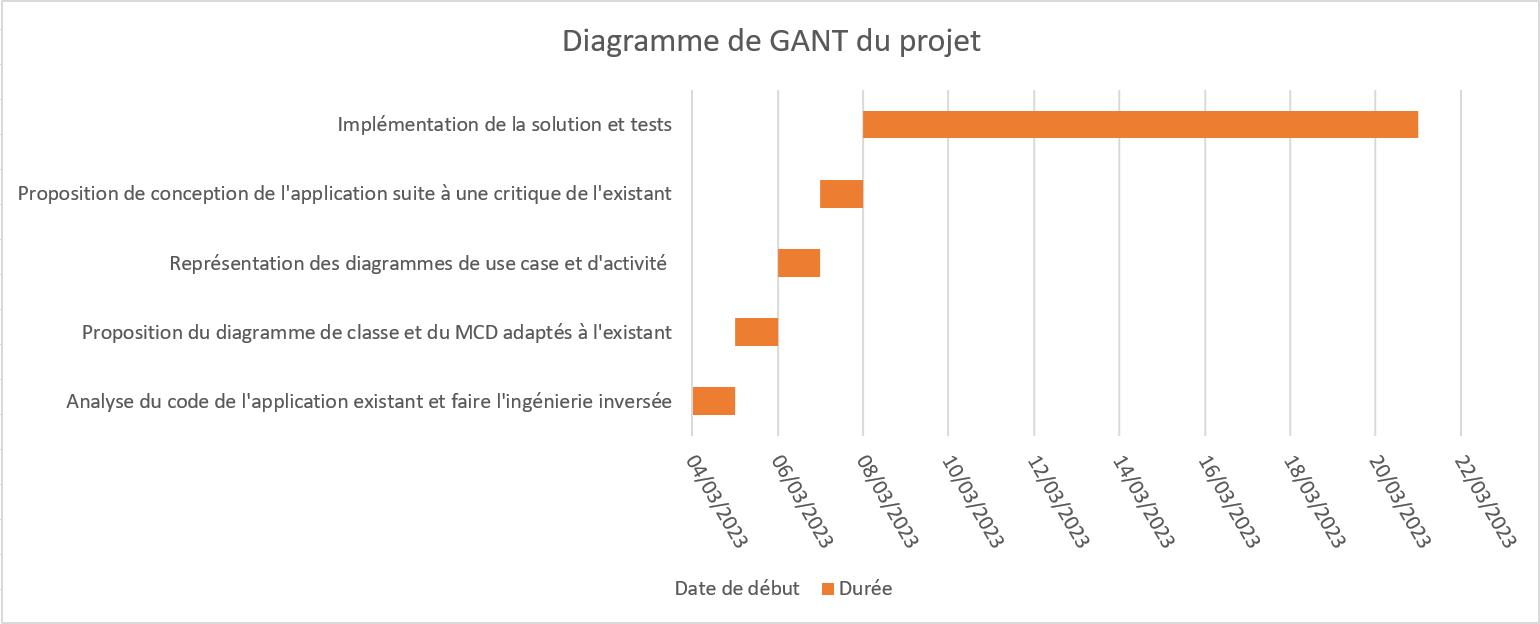 Diagramme de GANT du projet
Implémentation de la solution et tests
Proposition de conception de l'application suite à une critique de l'existant
Représentation des diagrammes de use case et d'activité
Proposition du diagramme de classe et du MCD adaptés à l'existant
Analyse du code de l'application existant et faire l'ingénierie inversée
04/03/2023
06/03/2023
08/03/2023
10/03/2023
12/03/2023
14/03/2023
16/03/2023
18/03/2023
20/03/2023
22/03/2023
Date de début
Durée